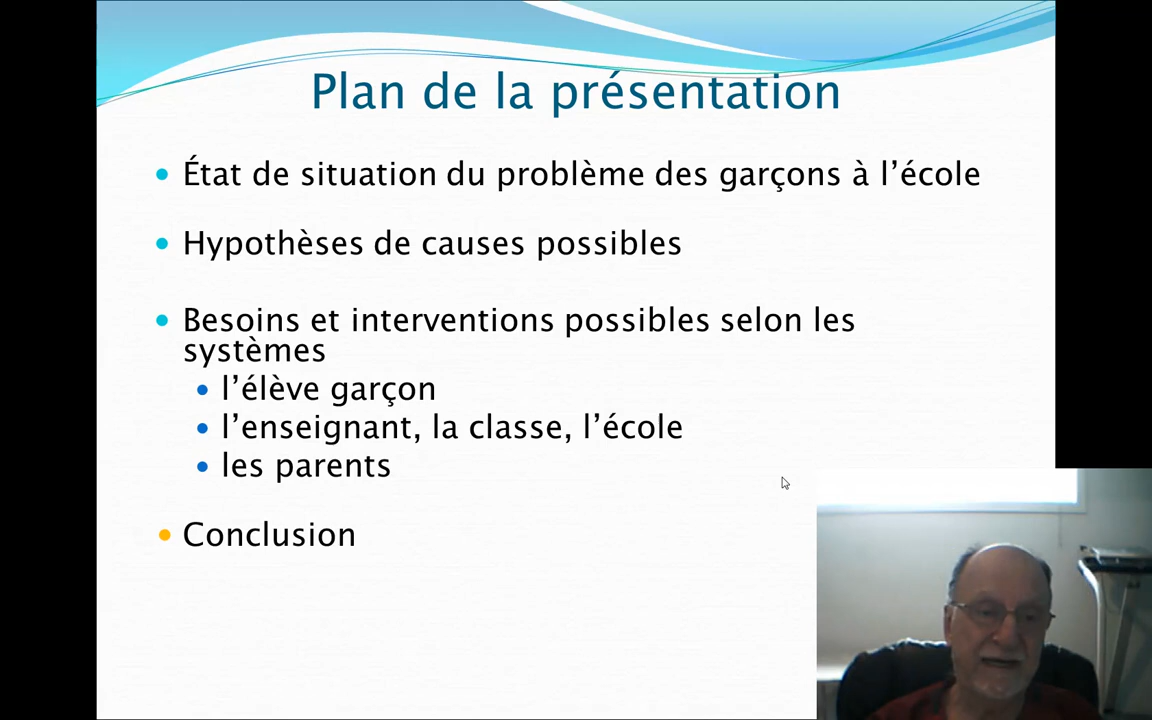 Plan de la présentation
État de situation du problème des garçons à l’école
Hypothèses de causes possibles
Besoins et interventions possibles selon les
systèmes
l’élève garçon
l’enseignant, la classe, l’école
les parents
Conclusion